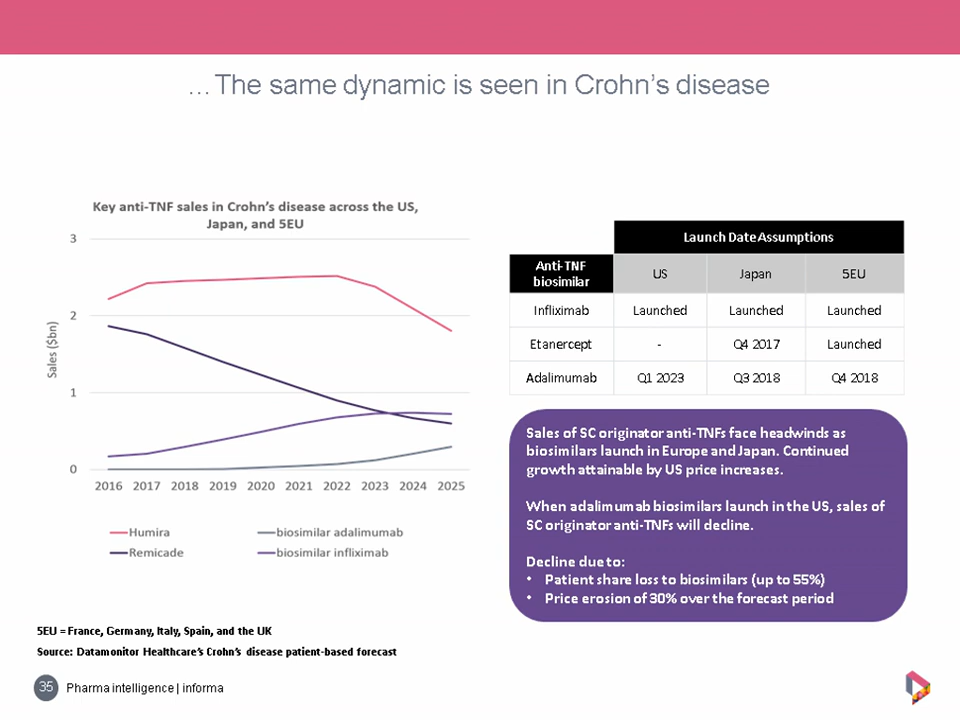 ...The same dynamic is seen in Crohn's disease
Key anti-TNF sales in Crohn's disease across the US,
Japan, and 5EU
3
2
1
0
Sales ($bn)
2016 2017 2018 2019 2020 2021 2022 2023 2024 2025
Humira
biosimilar adalimumab
Remicade
biosimilar infliximab
Launch Date Assumptions
Anti-TNF
biosimilar
US Japan 5EU
Infliximab Launched Launched Launched
Etanercept - Q4 2017 Launched
Adalimumab Q1 2023 Q3 2018 Q4 2018
Sales of SC originator anti-TNFs face headwinds as
biosimilars launch in Europe and Japan. Continued
growth attainable by US price increases.
When adalimumab biosimilars launch in the US, sales of
SC originator anti-TNFs will decline.
Decline due to:
• Patient share loss to biosimilars (up to 55%)
• Price erosion of 30% over the forecast period
5EU = France, Germany, Italy, Spain, and the UK
Source: Datamonitor Healthcare's Crohn's disease patient-based forecast
35 Pharma intelligence | informa